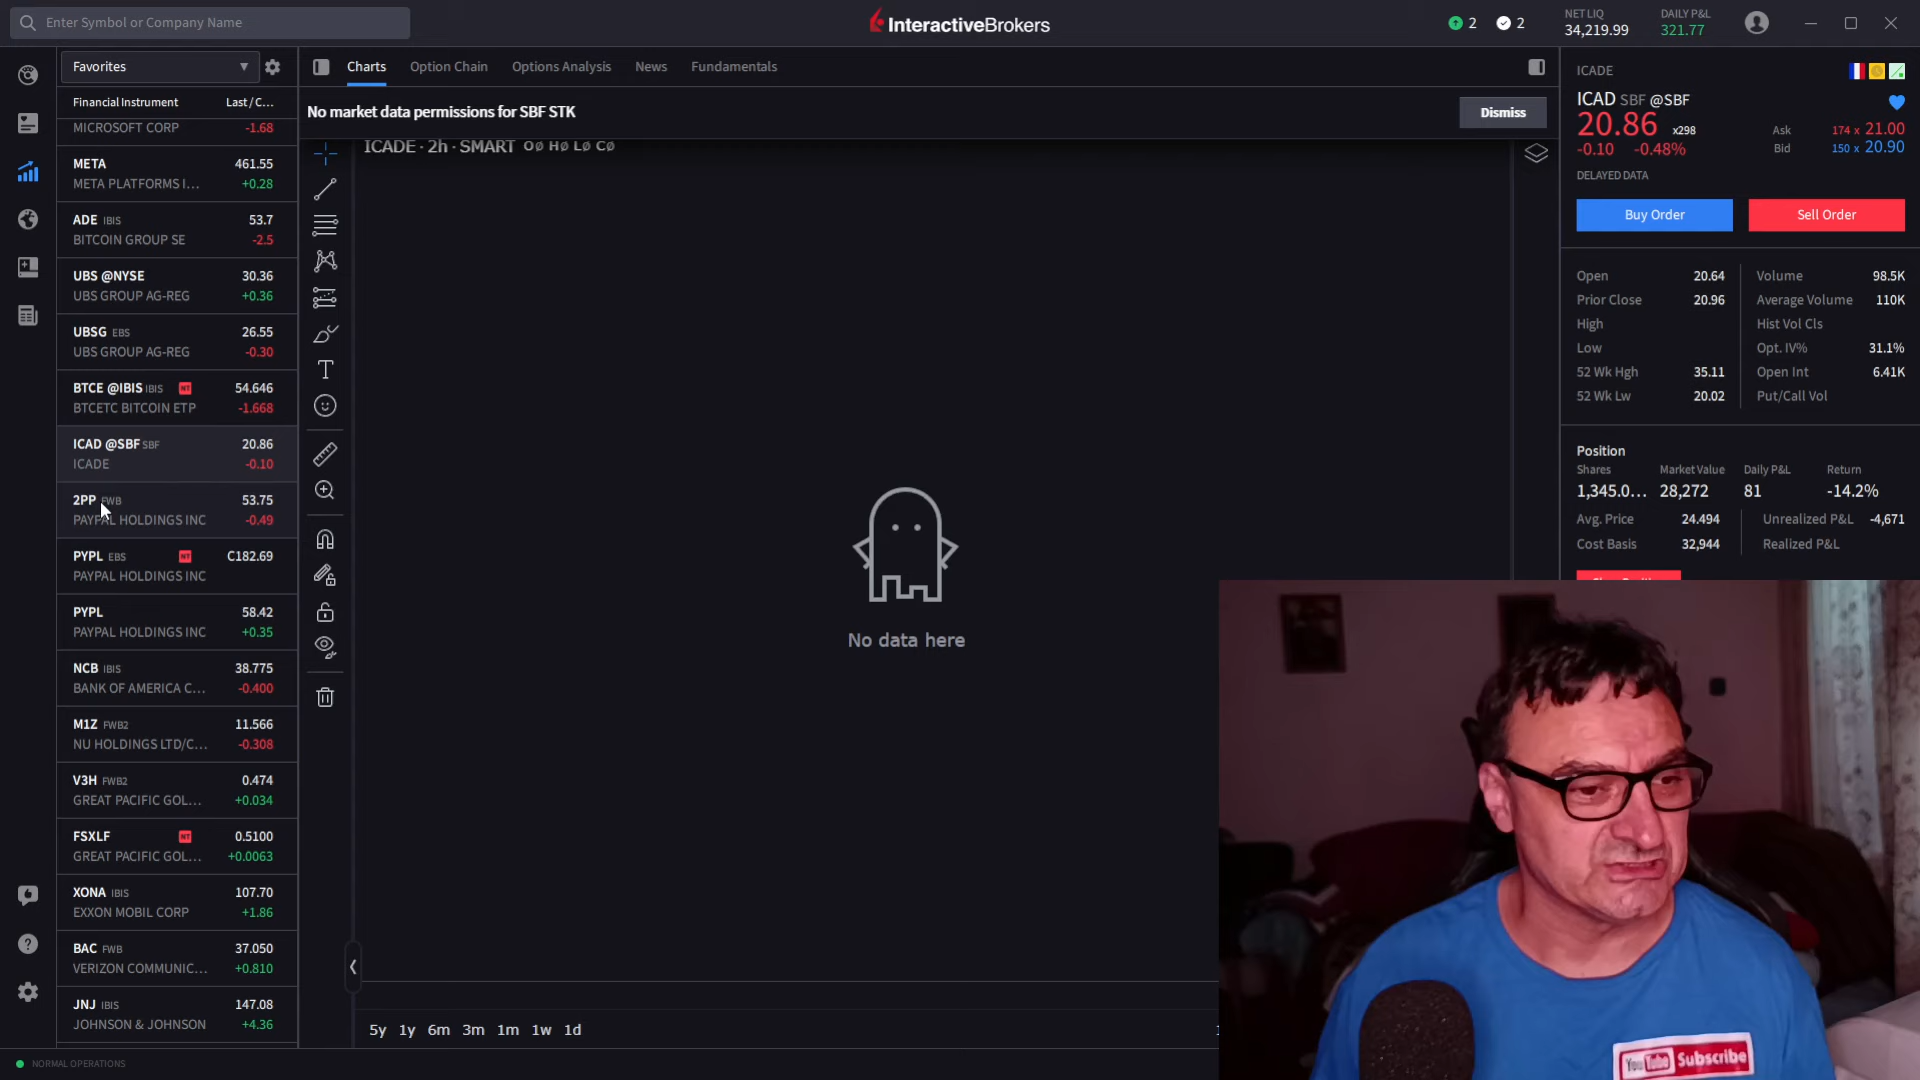 Enter Symbol or Company Name
InteractiveBrokers
2
2
NET LIQ
34,219.99
DAILY P&L
321.77
Favorites
Charts
Option Chain
Options Analysis
News
Fundamentals
Financial Instrument
Last / C...
MICROSOFT CORP
-1.68
META
461.55
META PLATFORMS I...
+0.28
ADE IBIS
53.7
BITCOIN GROUP SE
-2.5
UBS @NYSE
30.36
UBS GROUP AG-REG
+0.36
UBSG EBS
26.55
UBS GROUP AG-REG
-0.30
BTCE @IBIS IBIS
54.646
BTCETC BITCOIN ETP
-1.668
ICAD @SBF SBF
20.86
ICADE
-0.10
2PP FWB
53.75
PAYPAL HOLDINGS INC
-0.49
PYPL EBS
C182.69
PAYPAL HOLDINGS INC
PYPL
58.42
PAYPAL HOLDINGS INC
+0.35
NCB IBIS
38.775
BANK OF AMERICA C...
-0.400
M1Z FWB2
11.566
NU HOLDINGS LTD/C...
-0.308
V3H FWB2
0.474
GREAT PACIFIC GOL...
+0.034
FSXLF
0.5100
GREAT PACIFIC GOL...
+0.0063
XONA IBIS
107.70
EXXON MOBIL CORP
+1.86
BAC FWB
37.050
VERIZON COMMUNIC...
+0.810
JNJ IBIS
147.08
JOHNSON & JOHNSON
+4.36
NORMAL OPERATIONS
No market data permissions for SBF STK
Dismiss
ICADE · 2h · SMART O∅ H∅ L∅ C∅
No data here
5y 1y 6m 3m 1m 1w 1d
ICADE
ICAD SBF @SBF
20.86 x298
-0.10 -0.48%
Ask 174 x 21.00
Bid 150 x 20.90
DELAYED DATA
Buy Order
Sell Order
Open 20.64
Prior Close 20.96
High
Low
52 Wk Hgh 35.11
52 Wk Lw 20.02
Volume 98.5K
Average Volume 110K
Hist Vol Cls
Opt. IV% 31.1%
Open Int 6.41K
Put/Call Vol
Position
Shares Market Value Daily P&L Return
1,345.0... 28,272 81 -14.2%
Avg. Price 24.494
Unrealized P&L -4,671
Cost Basis 32,944
Realized P&L
YouTube Subscribe